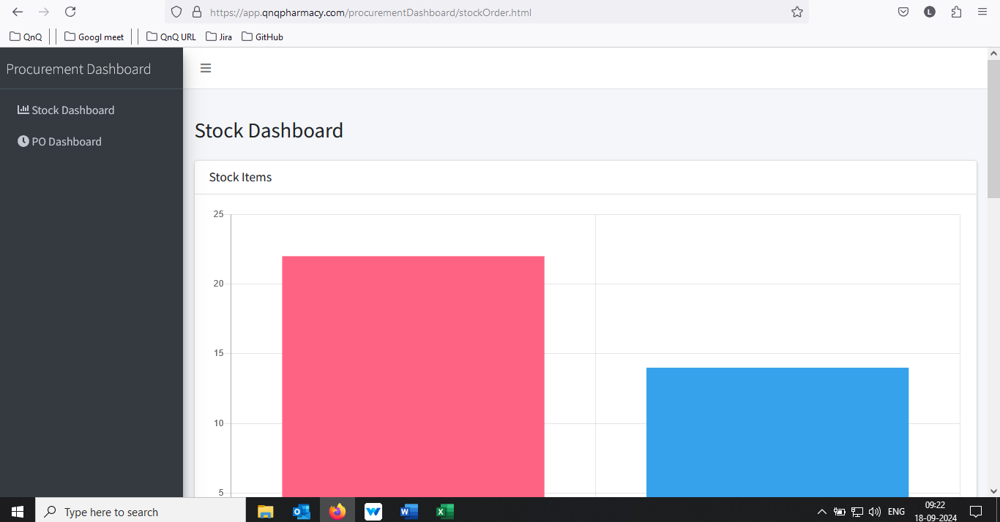 https://app.qnqpharmacy.com/procurementDashboard/stockOrder.html
L
QnQ
Googl meet
QnQ URL
Jira
GitHub
Procurement Dashboard
Stock Dashboard
PO Dashboard
Stock Dashboard
Stock Items
25
20
15
10
5
Type here to search
ENG
09:22
18-09-2024